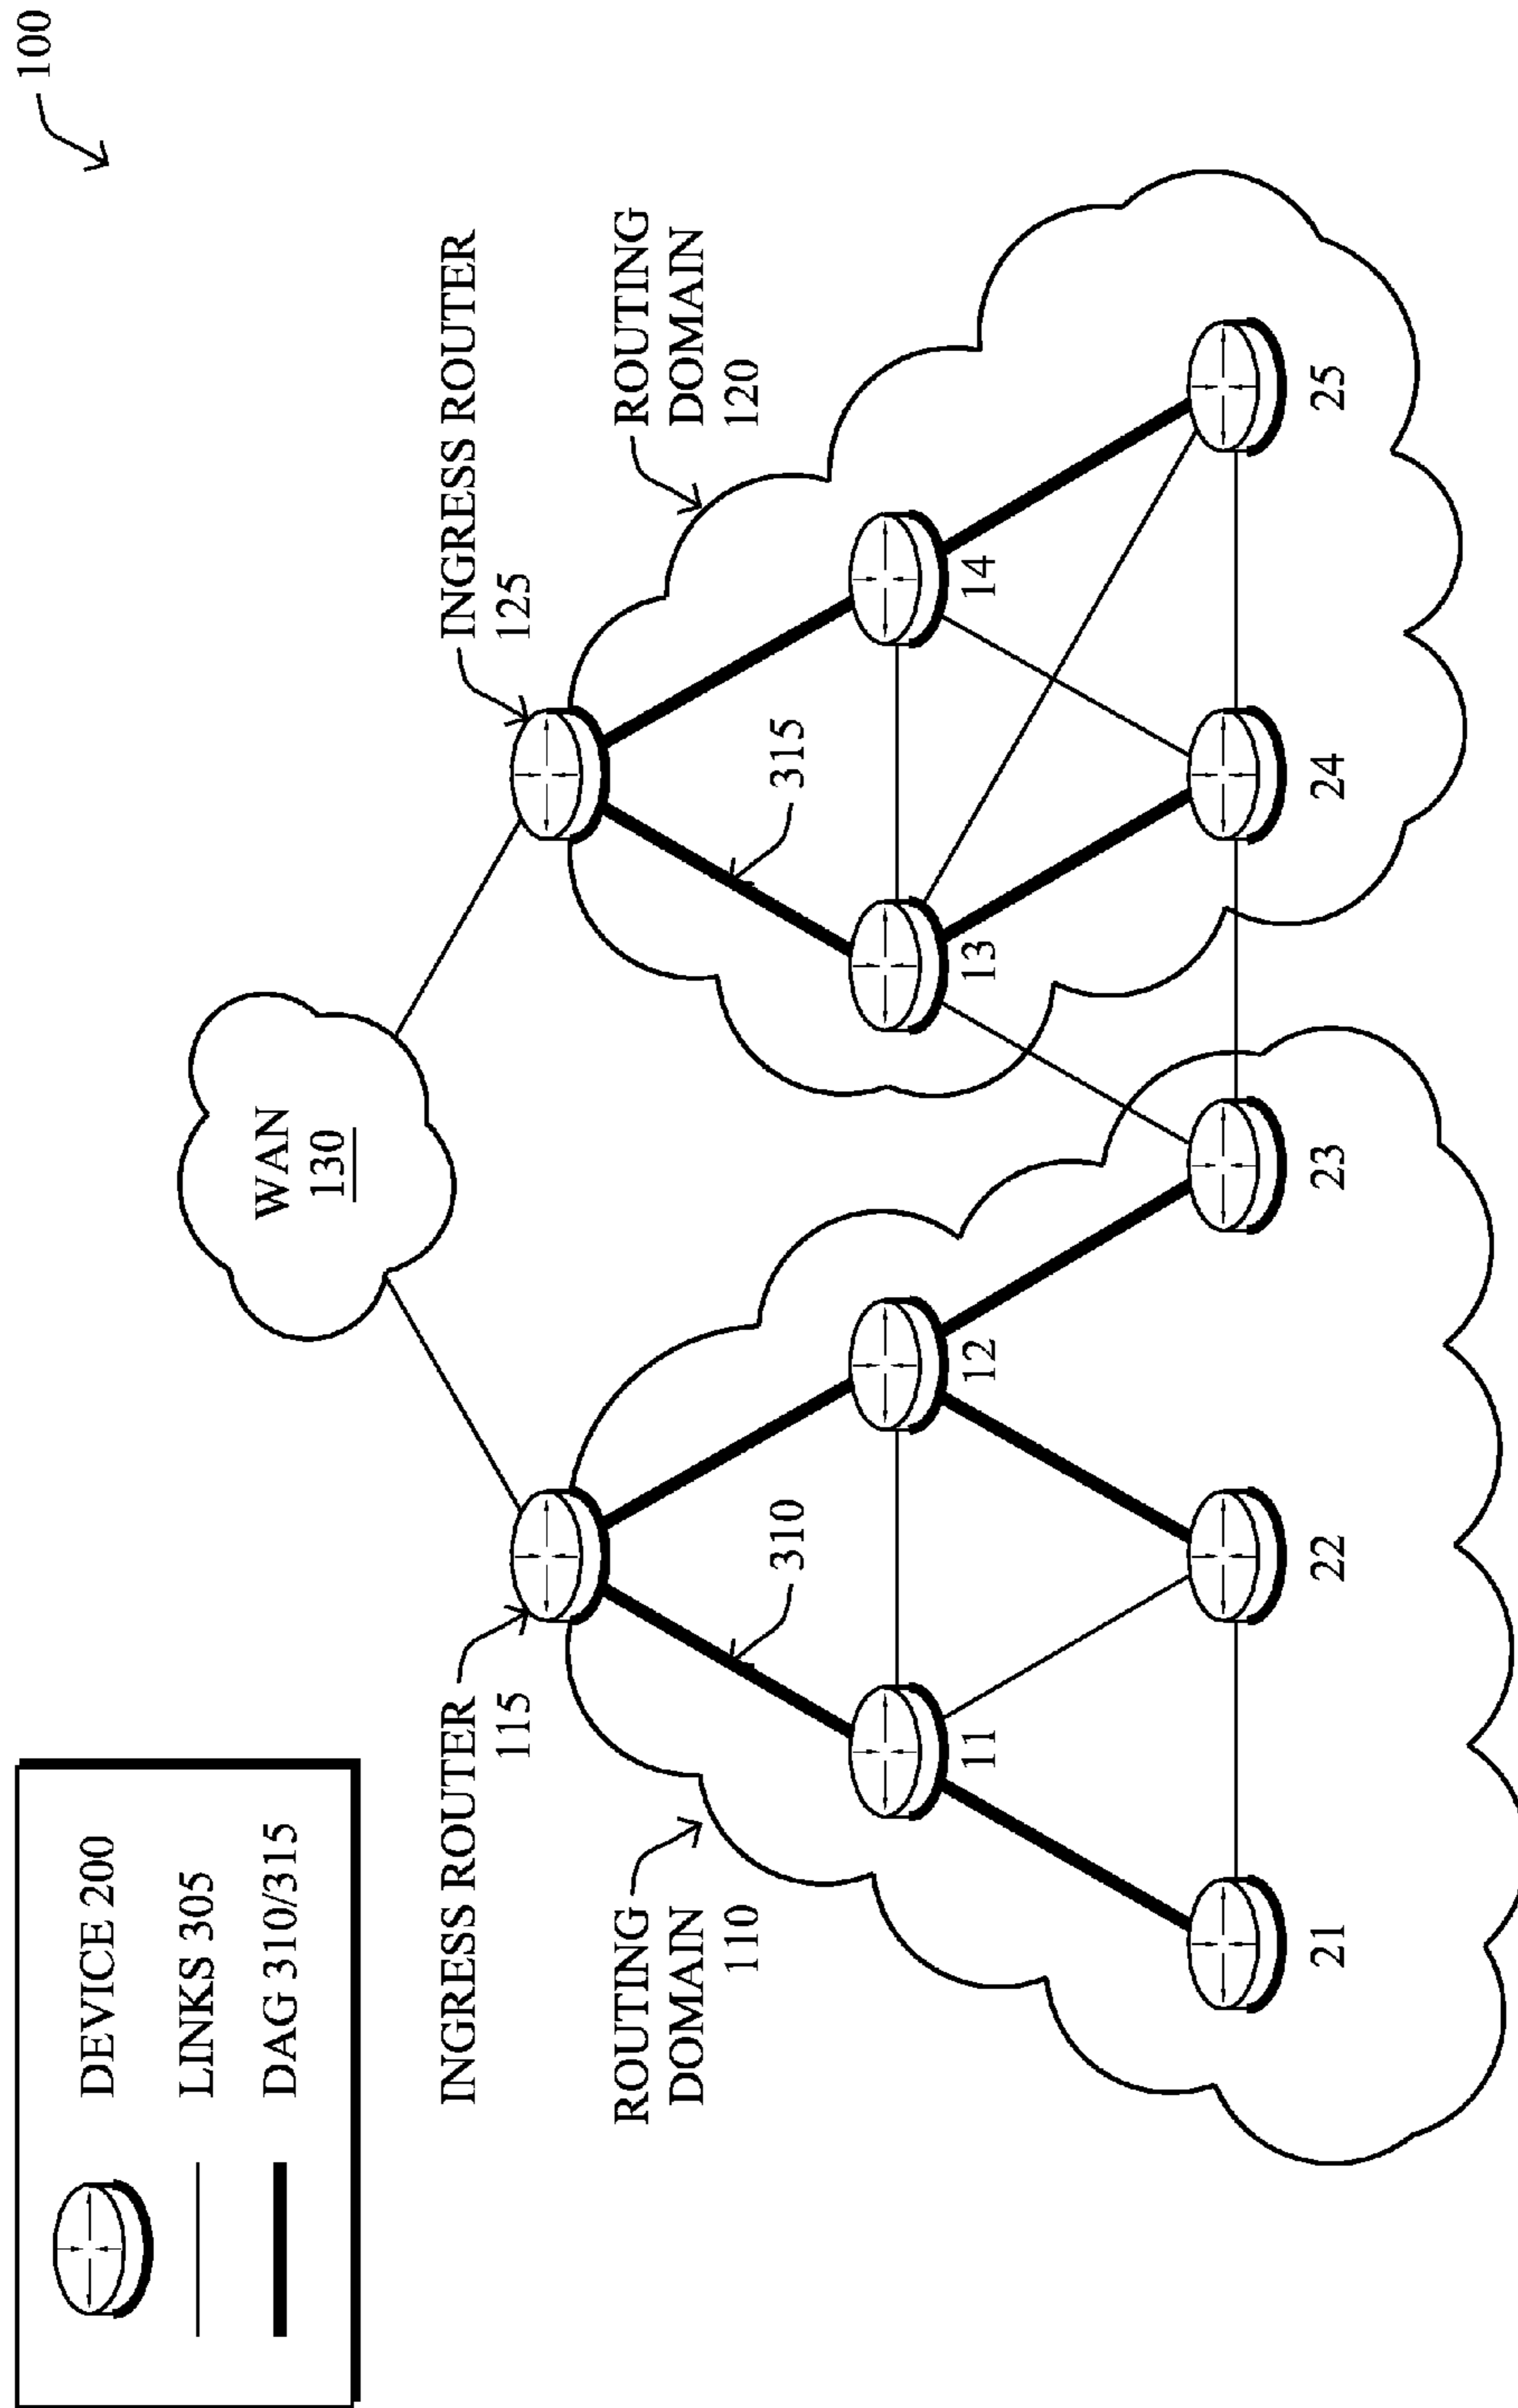 100
DEVICE 200
LINKS 305
DAG 310/315
WAN
130
INGRESS ROUTER
115
INGRESS ROUTER
125
ROUTING
DOMAIN
110
ROUTING
DOMAIN
120
310
315
11
12
13
14
21
22
23
24
25